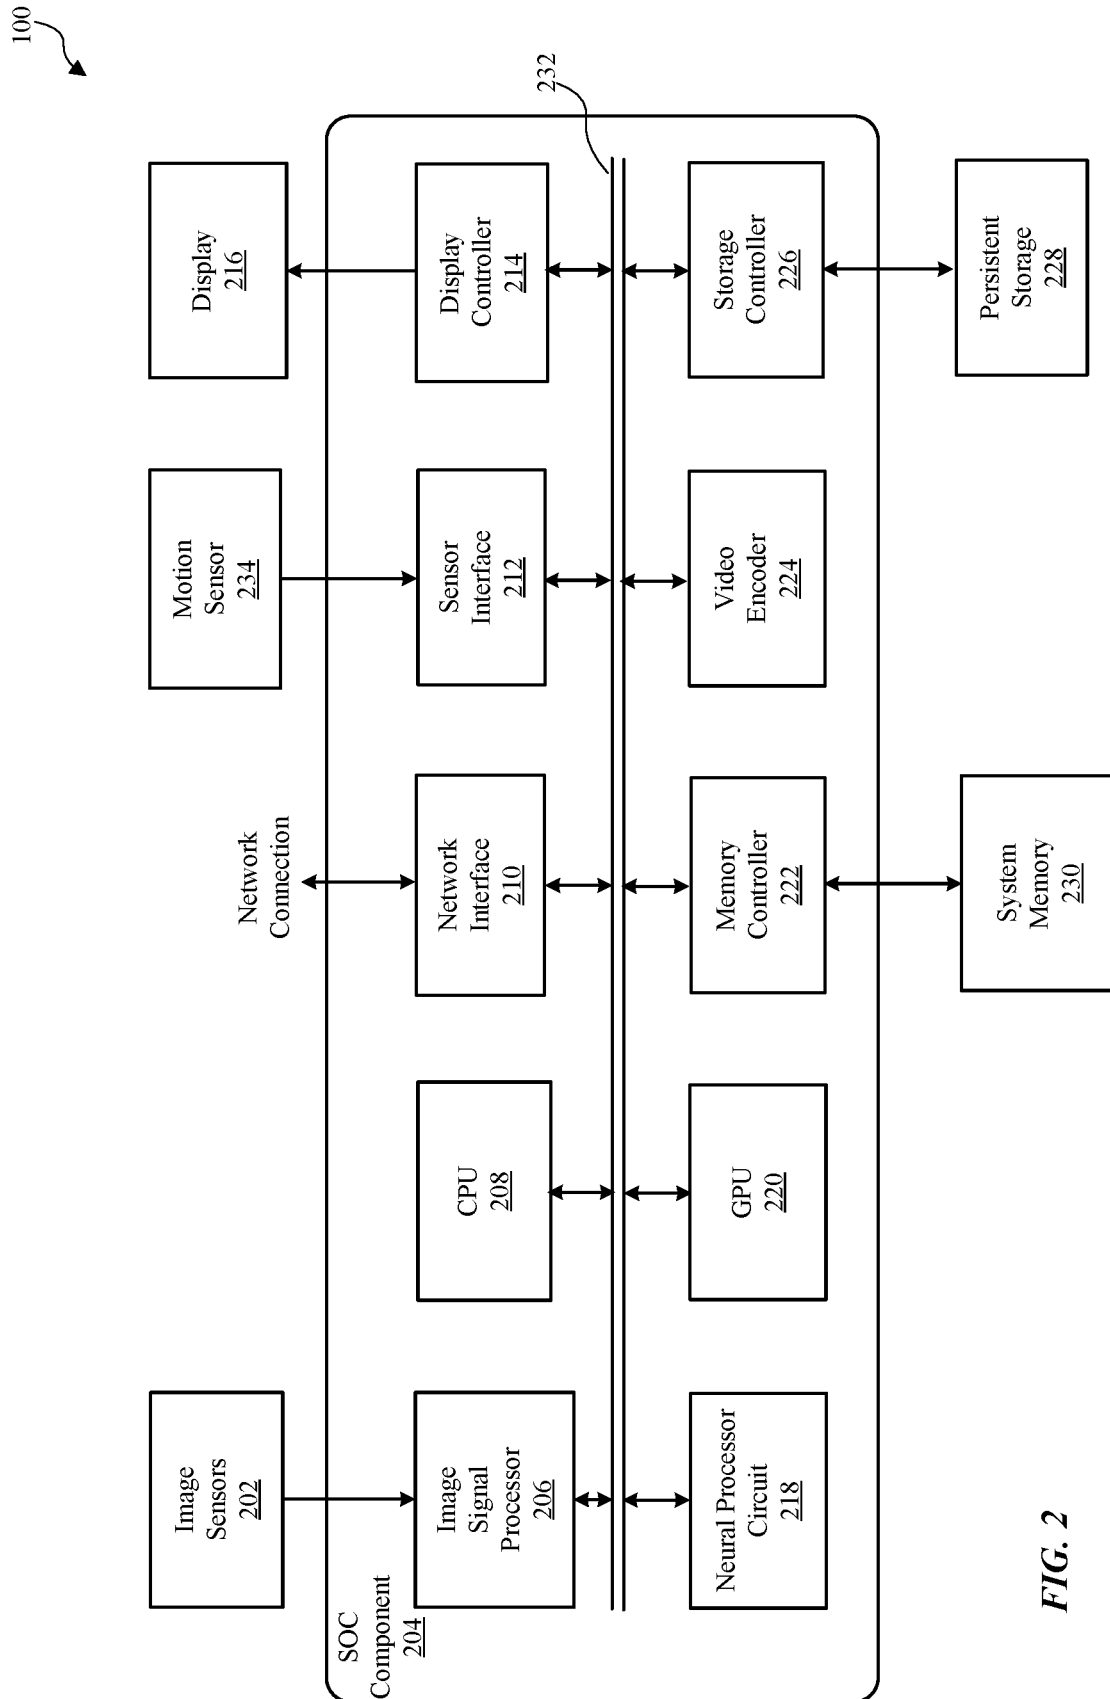 100
Image
Sensors
202
Network
Connection
Motion
Sensor
234
Display
216
SOC
Component
204
232
Image
Signal
Processor
206
CPU
208
Network
Interface
210
Sensor
Interface
212
Display
Controller
214
Neural Processor
Circuit
218
GPU
220
Memory
Controller
222
Video
Encoder
224
Storage
Controller
226
System
Memory
230
Persistent
Storage
228
FIG. 2